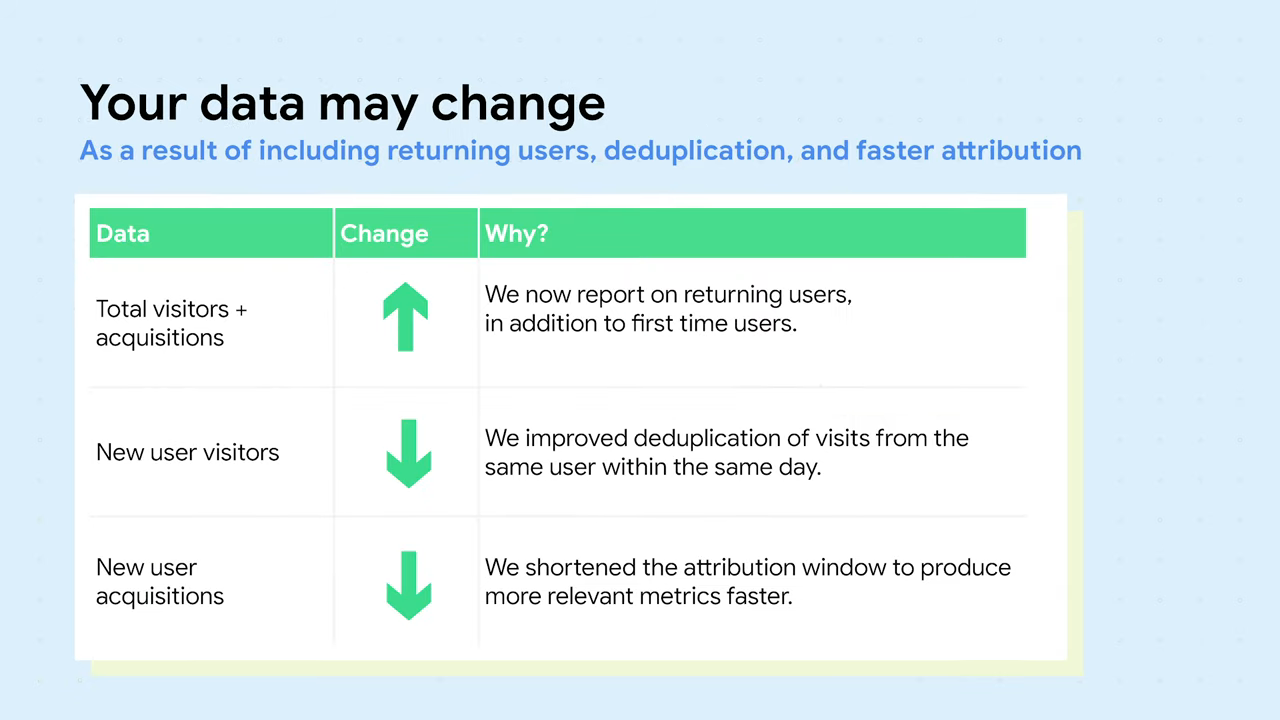 Your data may change
As a result of including returning users, deduplication, and faster attribution
Data
Change
Why?
Total visitors +
acquisitions
We now report on returning users,
in addition to first time users.
New user visitors
We improved deduplication of visits from the
same user within the same day.
New user
acquisitions
We shortened the attribution window to produce
more relevant metrics faster.